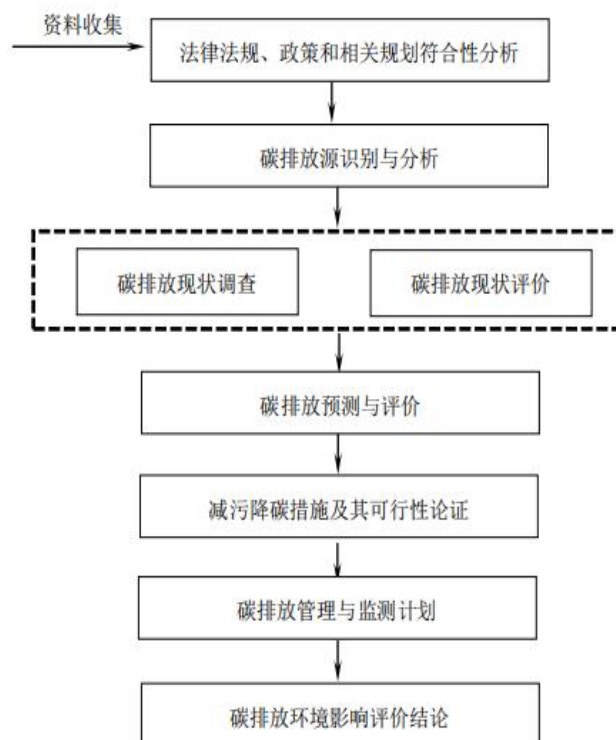 资料收集
法律法规、政策和相关规划符合性分析
碳排放源识别与分析
碳排放现状调查
碳排放现状评价
碳排放预测与评价
减污降碳措施及其可行性论证
碳排放管理与监测计划
碳排放环境影响评价结论